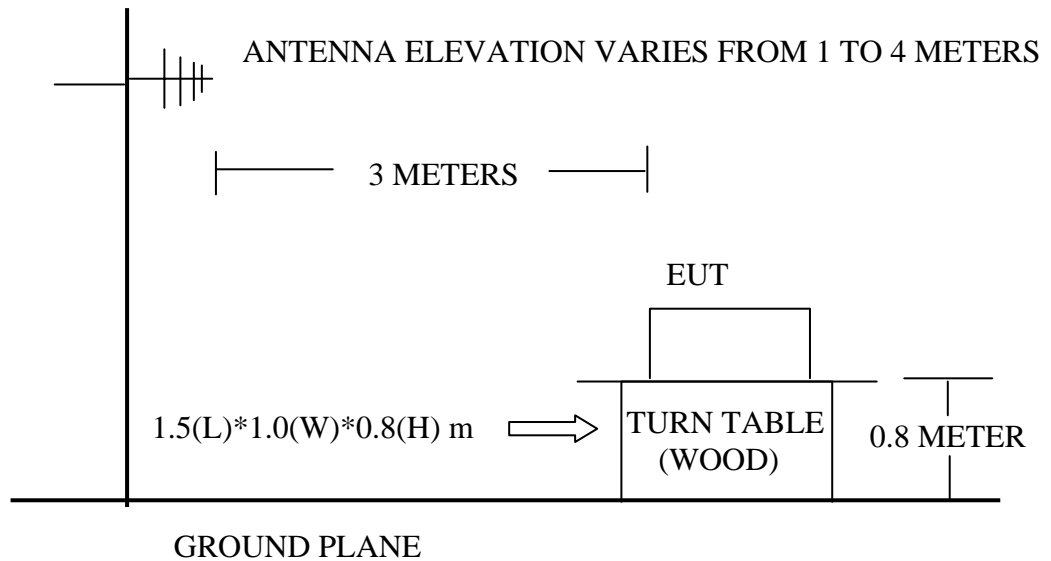 ANTENNA ELEVATION VARIES FROM 1 TO 4 METERS
3 METERS
EUT
1.5(L)*1.0(W)*0.8(H) m
TURN TABLE
(WOOD)
0.8 METER
GROUND PLANE